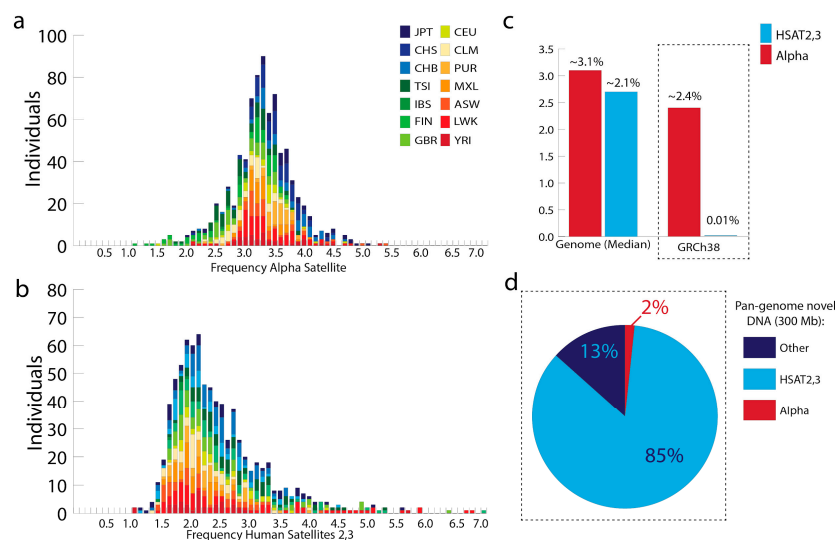 a
100
80
60
40
20
0
Individuals
JPT CEU
CHS CLM
CHB PUR
TSI MXL
IBS ASW
FIN LWK
GBR YRI
0.5 1.0 1.5 2.0 2.5 3.0 3.5 4.0 4.5 5.0 5.5 6.0 6.5 7.0
Frequency Alpha Satellite
b
80
70
60
50
40
30
20
10
0
Individuals
0.5 1.0 1.5 2.0 2.5 3.0 3.5 4.0 4.5 5.0 5.5 6.0 6.5 7.0
Frequency Human Satellites 2,3
c
HSAT2,3
Alpha
3.5
3.0
2.5
2.0
1.5
1.0
0.5
0.0
~3.1%
~2.1%
~2.4%
0.01%
Genome (Median) GRCh38
d
2%
13%
85%
Pan-genome novel
DNA (300 Mb):
Other
HSAT2,3
Alpha